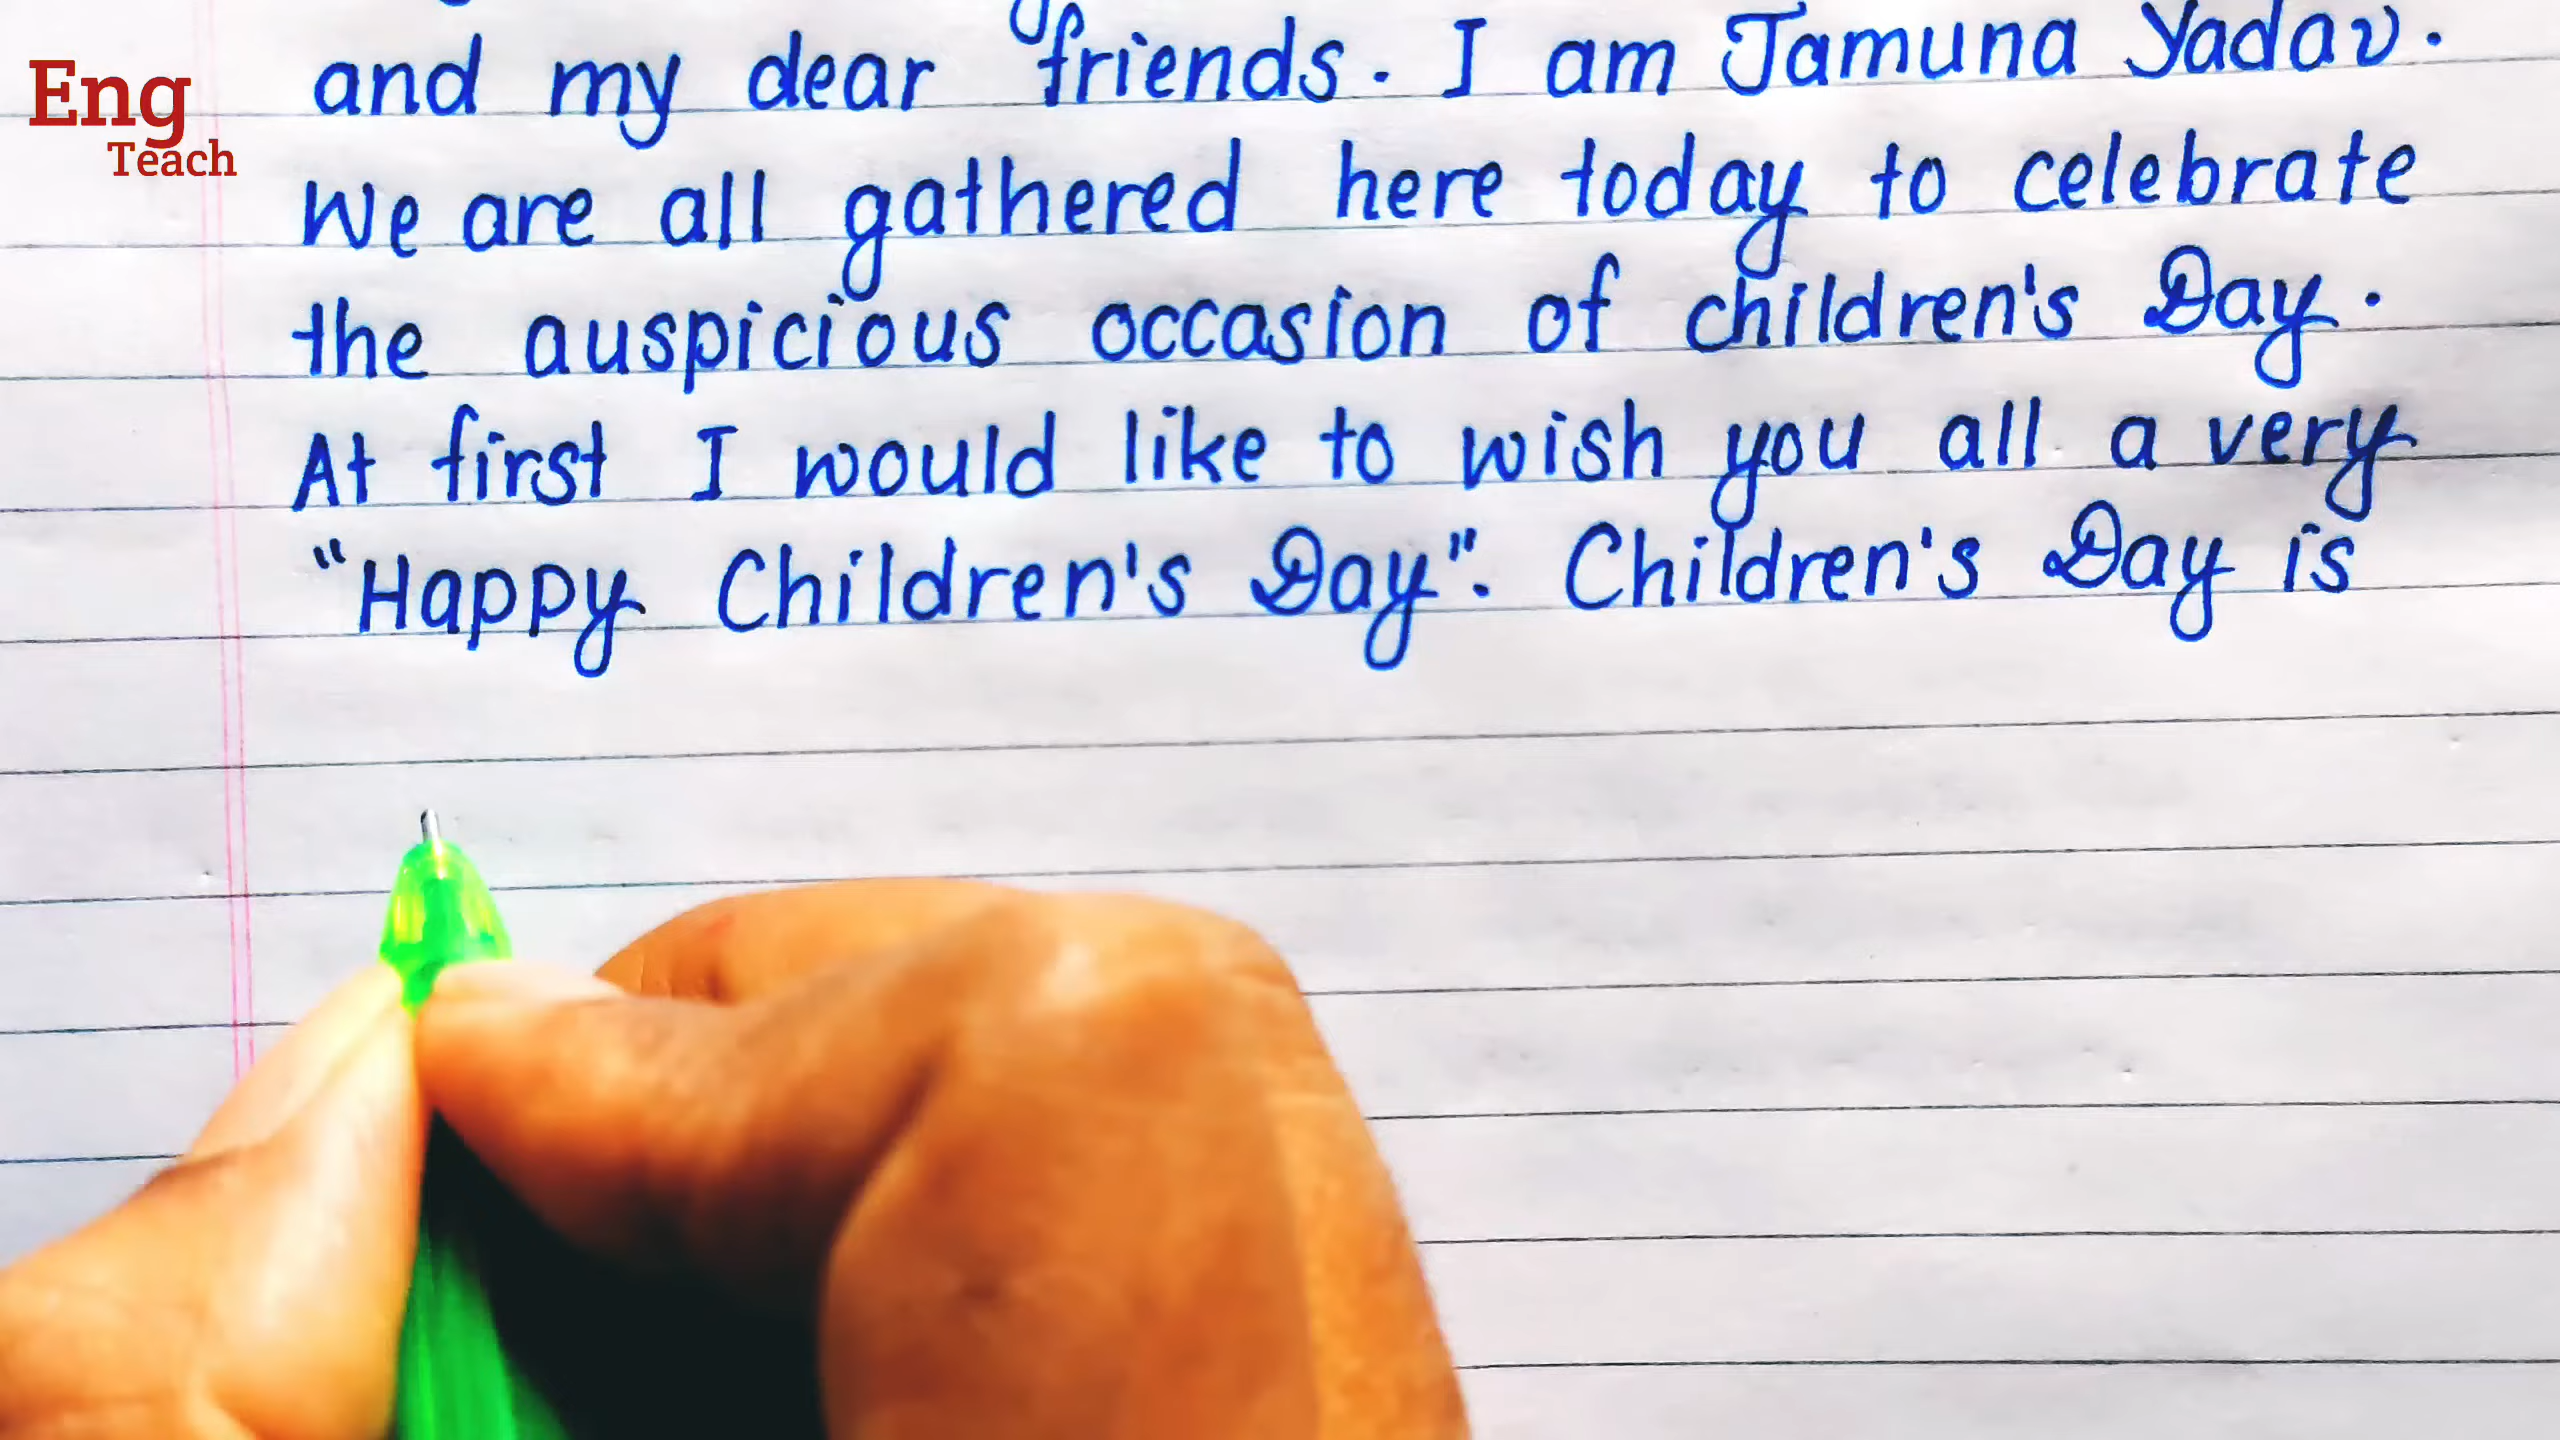 Eng
Teach
and my dear friends. I am Jamuna Yadav.
We are all gathered here today to celebrate
the auspicious occasion of children's Day.
At first I would like to wish you all a very
"Happy Children's Day". Children's Day is